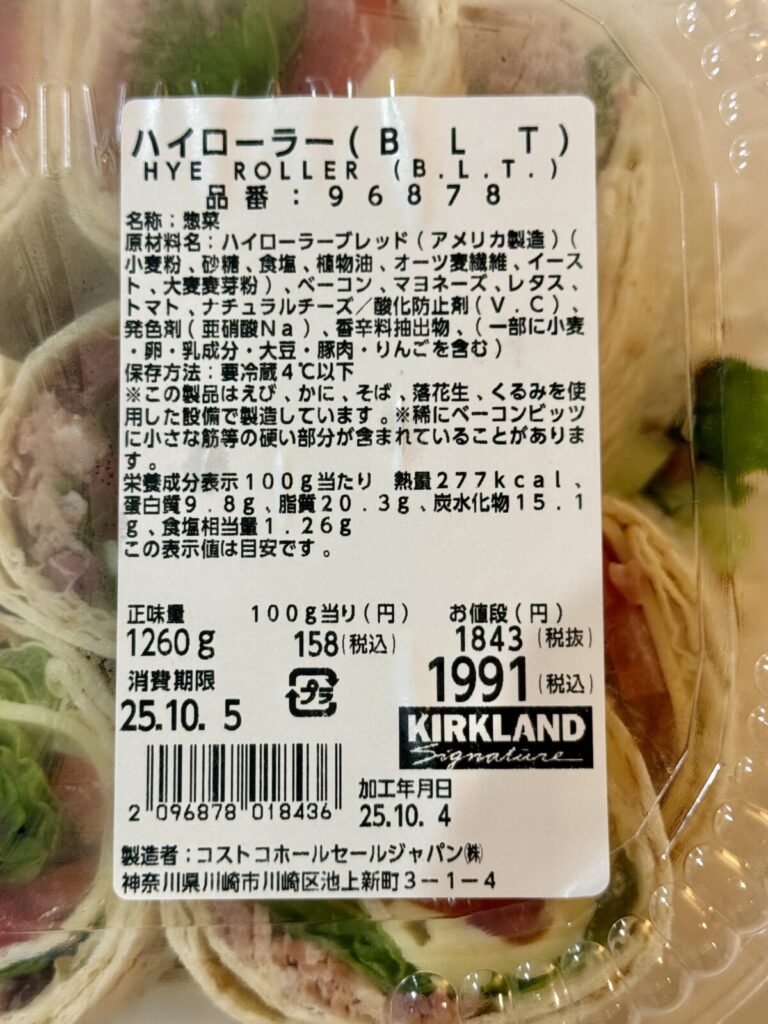 ハイローラー(B L T)
HYE ROLLER (B.L.T.)
品番:96878
名称:惣菜
原材料名:ハイローラーブレッド(アメリカ製造)(
小麦粉、砂糖、食塩、植物油、オーツ麦繊維、イース
ト、大麦麦芽粉)、ベーコン、マヨネーズ、レタス、
トマト、ナチュラルチーズ/酸化防止剤(V.C)、
発色剤(亜硝酸Na)、香辛料抽出物、(一部に小麦
・卵・乳成分・大豆・豚肉・りんごを含む)
保存方法:要冷蔵4℃以下
※この製品はえび、かに、そば、落花生、くるみを使
用した設備で製造しています。※稀にベーコンビッツ
に小さな筋等の硬い部分が含まれていることがありま
す。
栄養成分表示100g当たり 熱量277kcal、
蛋白質9.8g、脂質20.3g、炭水化物15.1
g、食塩相当量1.26g
この表示値は目安です。
正味量 100g当り(円) お値段(円)
1260g 158(税込) 1843(税抜)
1991(税込)
消費期限
プラ
25.10. 5
KIRKLAND
Signature
2 096878 018436
加工年月日
25.10. 4
製造者:コストコホールセールジャパン㈱
神奈川県川崎市川崎区池上新町3-1-4